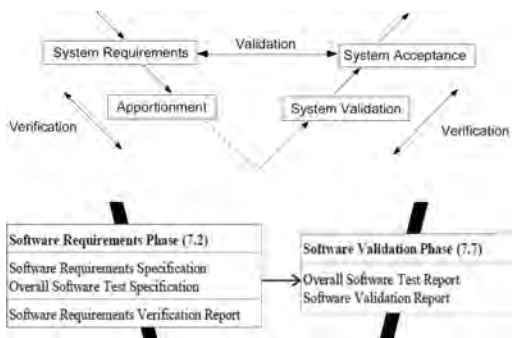 Validation
System Requirements
System Acceptance
Apportionment
System Validation
Verification
Verification
Software Requirements Phase (7.2)
Software Requirements Specification
Overall Software Test Specification
Software Requirements Verification Report
Software Validation Phase (7.7)
Overall Software Test Report
Software Validation Report